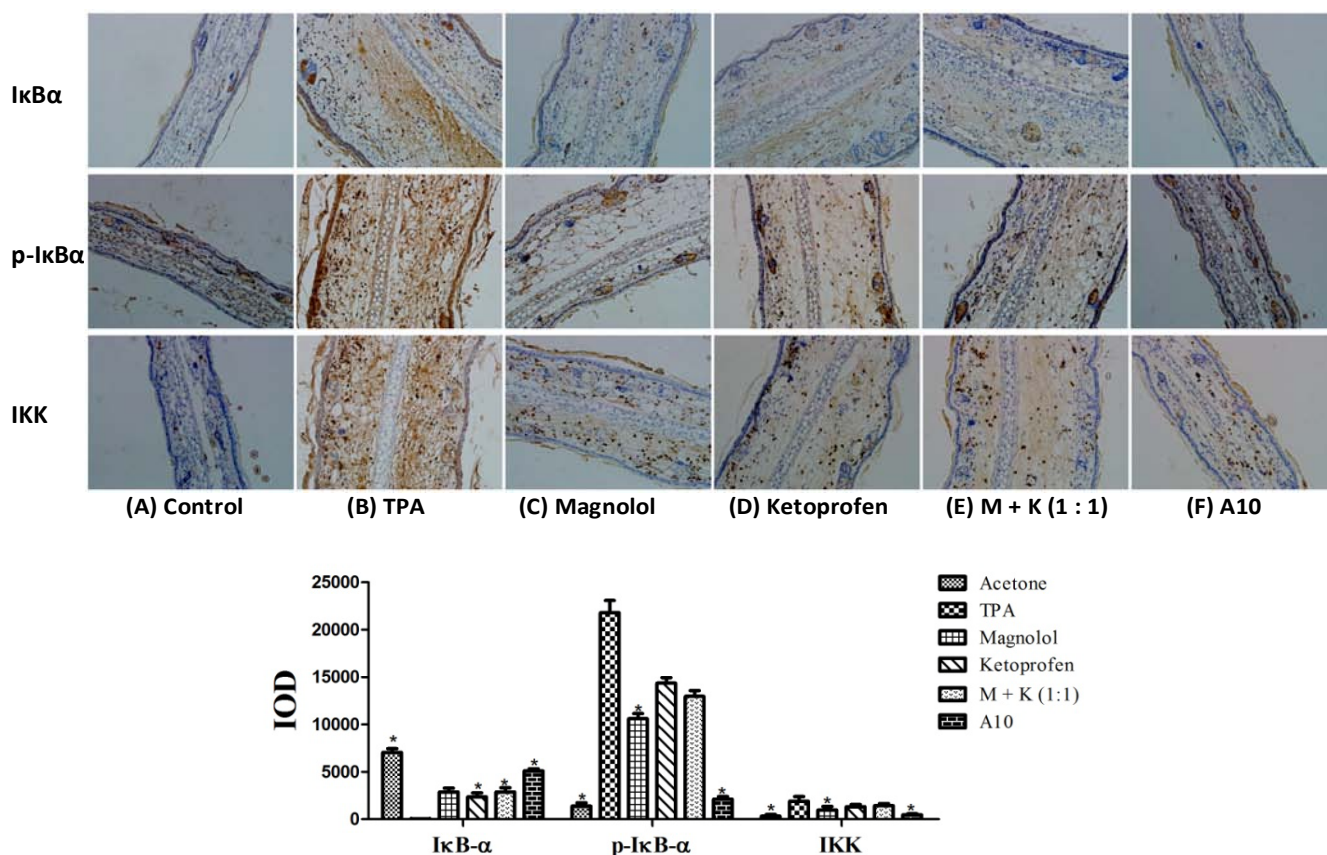 IκBα
p-IκBα
IKK
(A) Control (B) TPA (C) Magnolol (D) Ketoprofen (E) M + K (1 : 1) (F) A10
25000
20000
15000
10000
5000
0
IOD
* * * * * * * * * *
IκB-α p-IκB-α IKK
Acetone
TPA
Magnolol
Ketoprofen
M + K (1:1)
A10